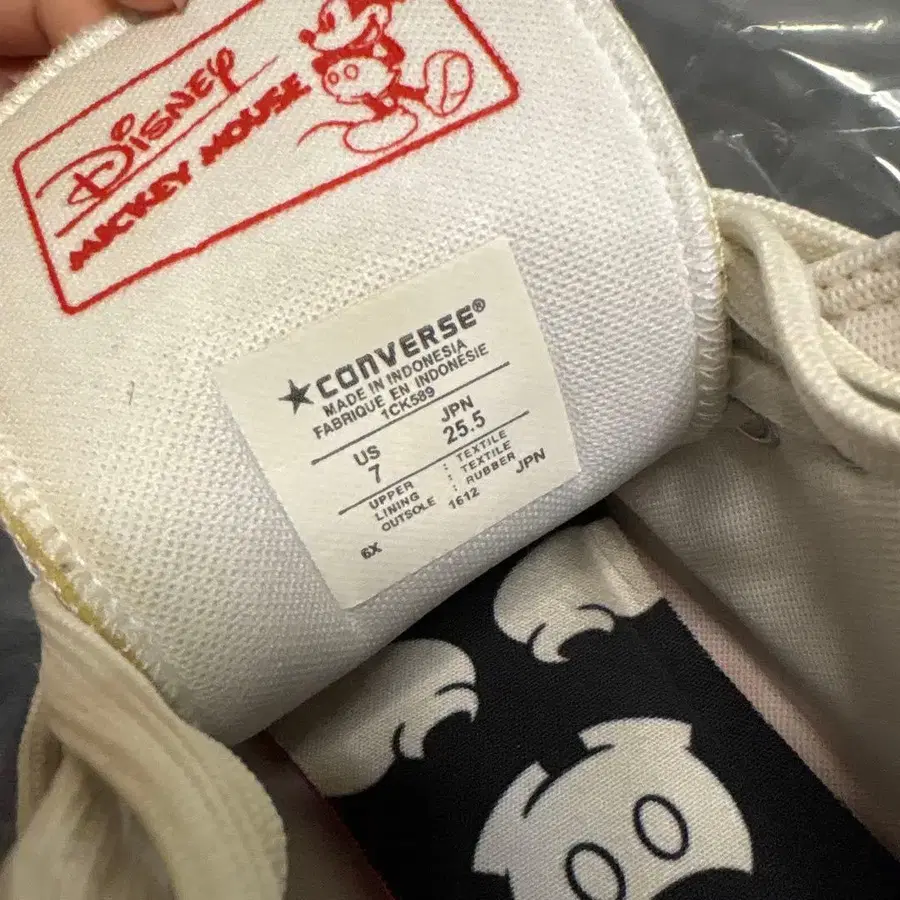 Disney
MICKEY MOUSE
CONVERSE®
MADE IN INDONESIA
FABRIQUE EN INDONÉSIE
1CK589
US JPN
7 25.5
UPPER : TEXTILE
LINING : TEXTILE
OUTSOLE : RUBBER
6X 1612 JPN